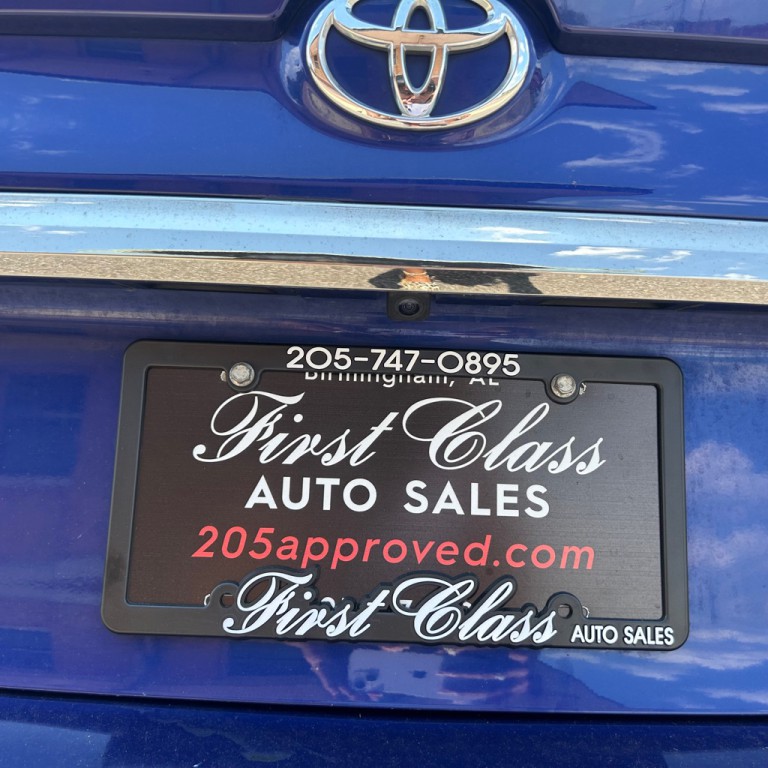 205-747-0895
Birmingham, AL
First Class
AUTO SALES
205approved.com
First Class AUTO SALES